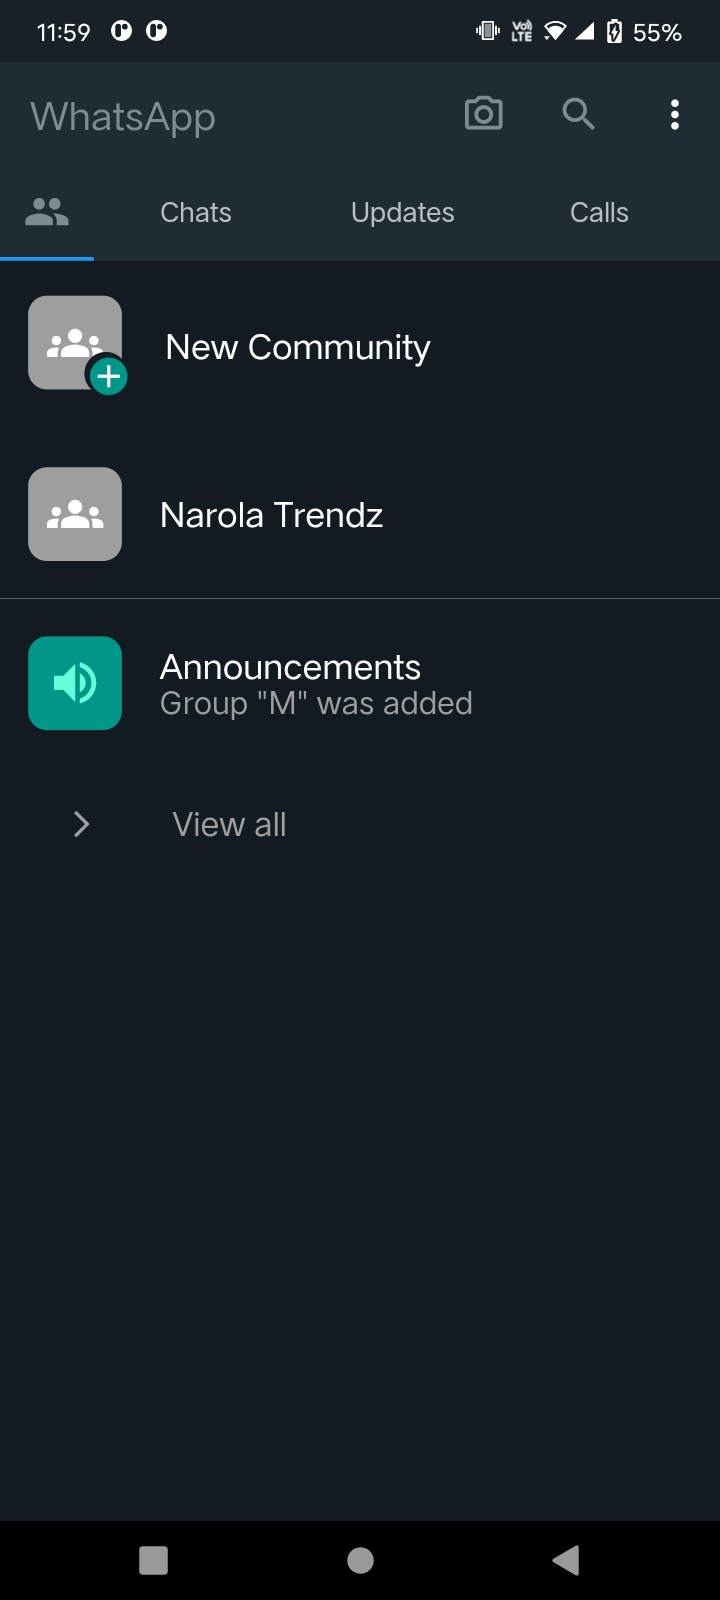 11:59 Vo) LTE 55%
WhatsApp
Chats Updates Calls
New Community
Narola Trendz
Announcements
Group "M" was added
View all